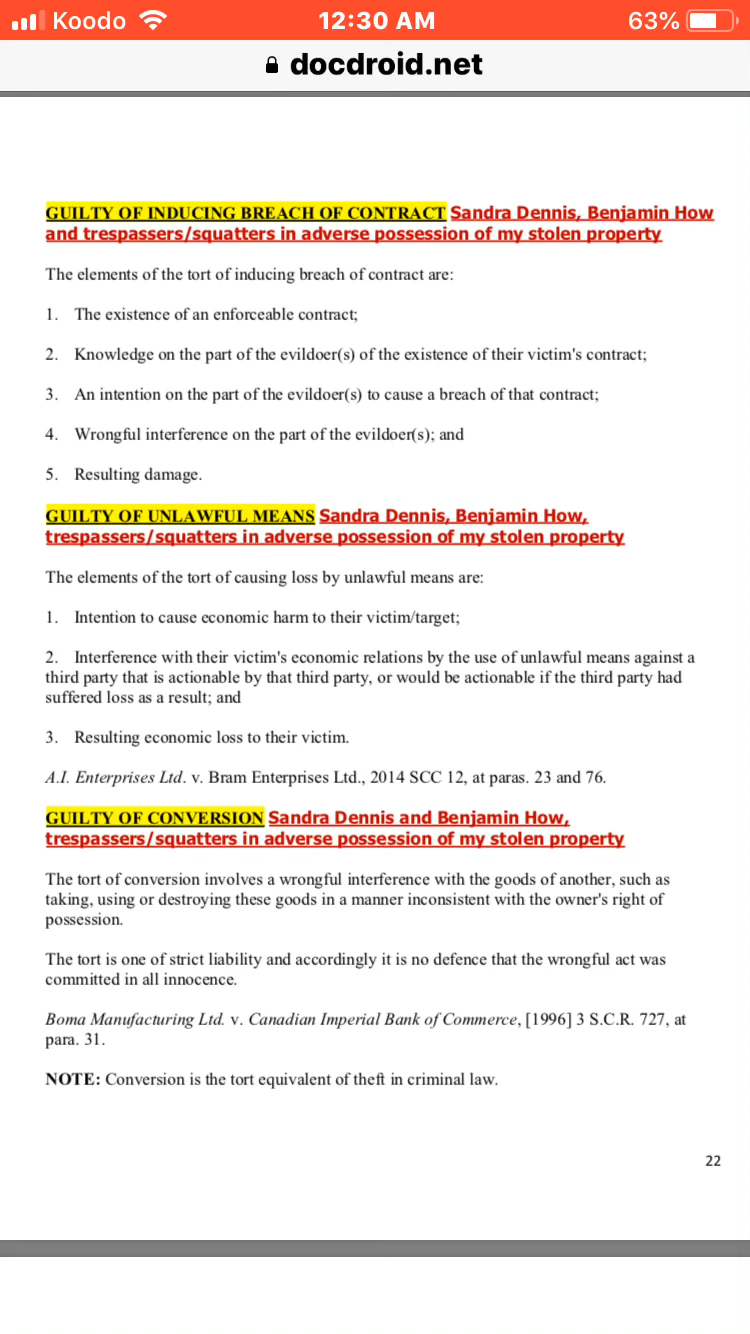 Koodo 12:30 AM 63%
docdroid.net
GUILTY OF INDUCING BREACH OF CONTRACT Sandra Dennis, Benjamin How
and trespassers/squatters in adverse possession of my stolen property
The elements of the tort of inducing breach of contract are:
1. The existence of an enforceable contract;
2. Knowledge on the part of the evildoer(s) of the existence of their victim's contract;
3. An intention on the part of the evildoer(s) to cause a breach of that contract;
4. Wrongful interference on the part of the evildoer(s); and
5. Resulting damage.
GUILTY OF UNLAWFUL MEANS Sandra Dennis, Benjamin How,
trespassers/squatters in adverse possession of my stolen property
The elements of the tort of causing loss by unlawful means are:
1. Intention to cause economic harm to their victim/target;
2. Interference with their victim's economic relations by the use of unlawful means against a
third party that is actionable by that third party, or would be actionable if the third party had
suffered loss as a result; and
3. Resulting economic loss to their victim.
A.I. Enterprises Ltd. v. Bram Enterprises Ltd., 2014 SCC 12, at paras. 23 and 76.
GUILTY OF CONVERSION Sandra Dennis and Benjamin How,
trespassers/squatters in adverse possession of my stolen property
The tort of conversion involves a wrongful interference with the goods of another, such as
taking, using or destroying these goods in a manner inconsistent with the owner's right of
possession.
The tort is one of strict liability and accordingly it is no defence that the wrongful act was
committed in all innocence.
Boma Manufacturing Ltd. v. Canadian Imperial Bank of Commerce, [1996] 3 S.C.R. 727, at
para. 31.
NOTE: Conversion is the tort equivalent of theft in criminal law.
22